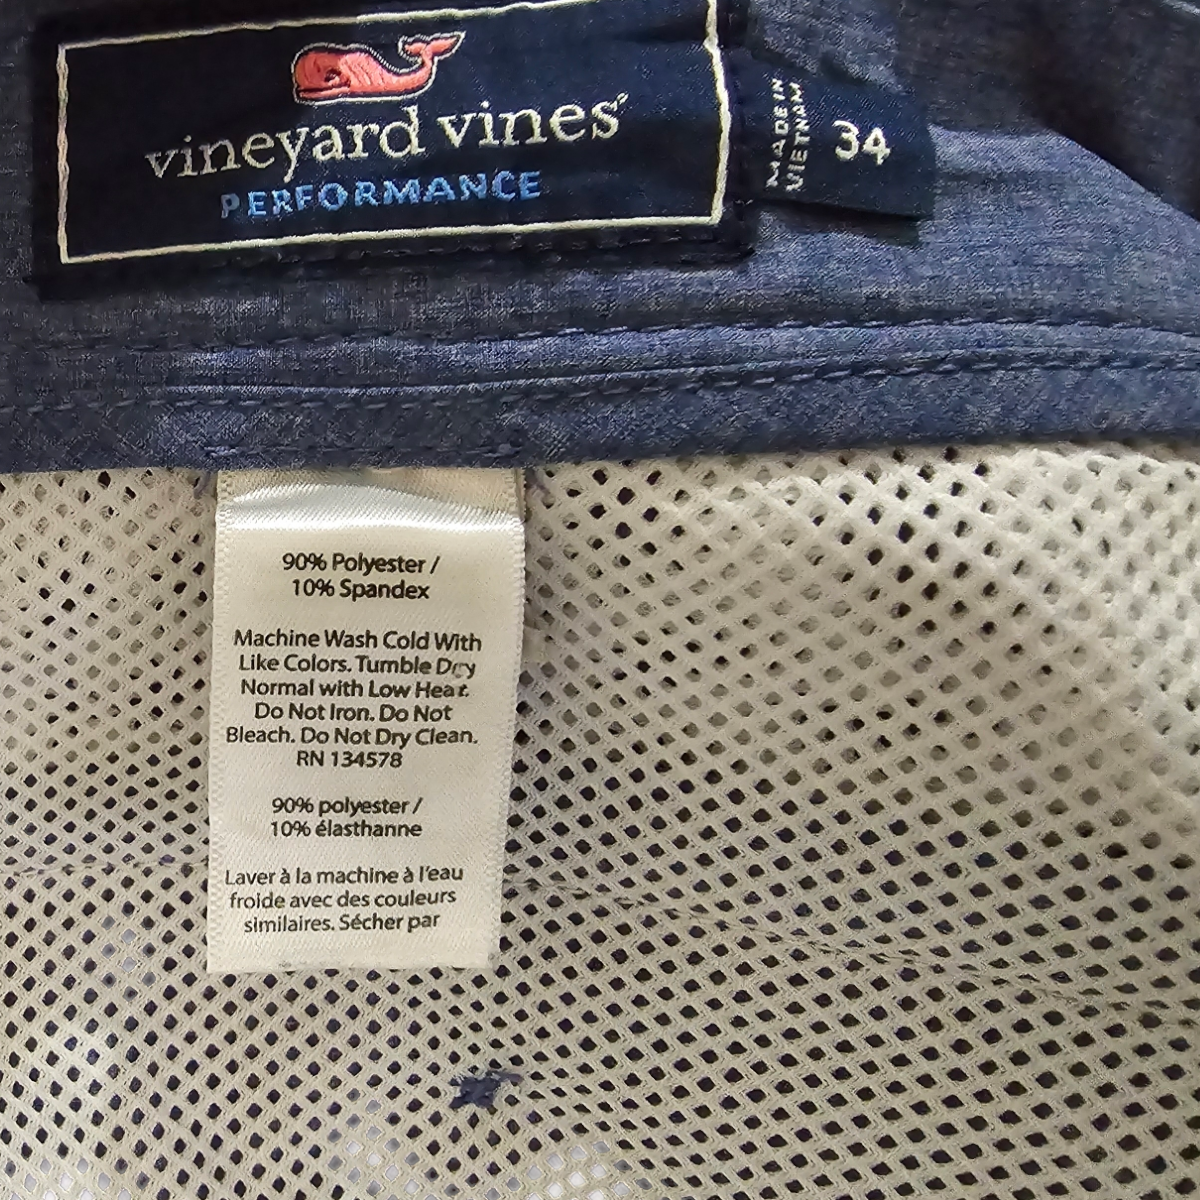 vineyard vines®
PERFORMANCE
MADE IN
VIETNAM
34
90% Polyester /
10% Spandex
Machine Wash Cold With
Like Colors. Tumble Dry
Normal with Low Heat.
Do Not Iron. Do Not
Bleach. Do Not Dry Clean.
RN 134578
90% polyester /
10% élasthanne
Laver à la machine à l'eau
froide avec des couleurs
similaires. Sécher par